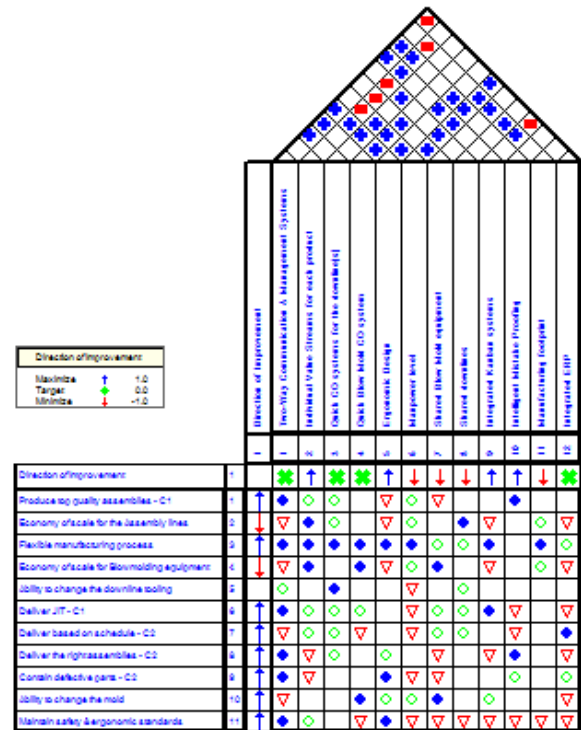 Direction of Improvement
Maximize 1.0
Target 0.0
Minimize -1.0
Direction of Improvement
Two-Way Communication & Management Systems
Individual Value Streams for each product
Quick CO systems for the downline(s)
Quick Blow Mold CO system
Ergonomic Design
Manpower level
Shared Blow Mold equipment
Shared downlines
Integrated Kanban systems
Intelligent Mistake Proofing
Manufacturing footprint
Integrated ERP
1 1 2 3 4 5 6 7 8 9 10 11 12
Direction of Improvement 1
Produce top quality assemblies - C1 1
Economy of scale for the Assembly lines 2
Flexible manufacturing process 3
Economy of scale for Blowmolding equipment 4
Ability to change the downline tooling 5
Deliver JIT - C1 6
Deliver based on schedule - C2 7
Deliver the right assemblies - C2 8
Contain defective parts - C2 9
Ability to change the mold 10
Maintain safety & ergonomic standards 11